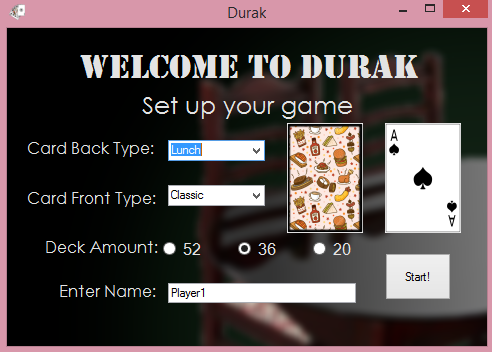 Durak
WELCOME TO DURAK
Set up your game
Card Back Type: Lunch
Card Front Type: Classic
A
A
Deck Amount: 52 36 20
Enter Name: Player1
Start!